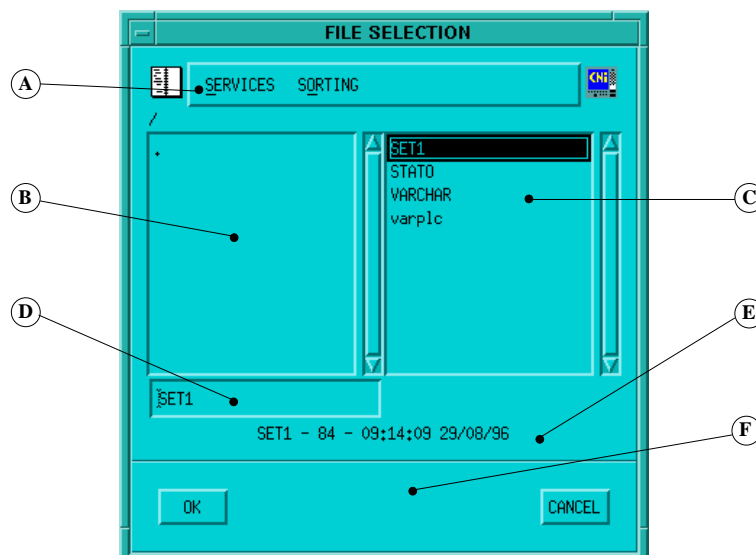 FILE SELECTION
A
SERVICES SORTING
CNi
/
.
SET1
STATO
VARCHAR
varplc
B
C
D
E
SET1
SET1 - 84 - 09:14:09 29/08/96
F
OK CANCEL